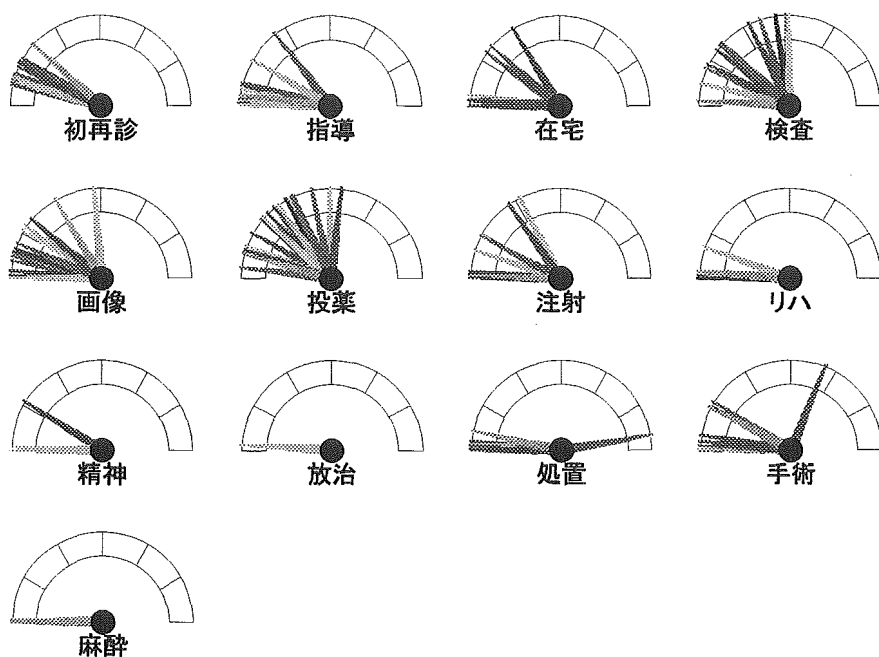 初再診
指導
在宅
検査
画像
投薬
注射
リハ
精神
放治
処置
手術
麻酔